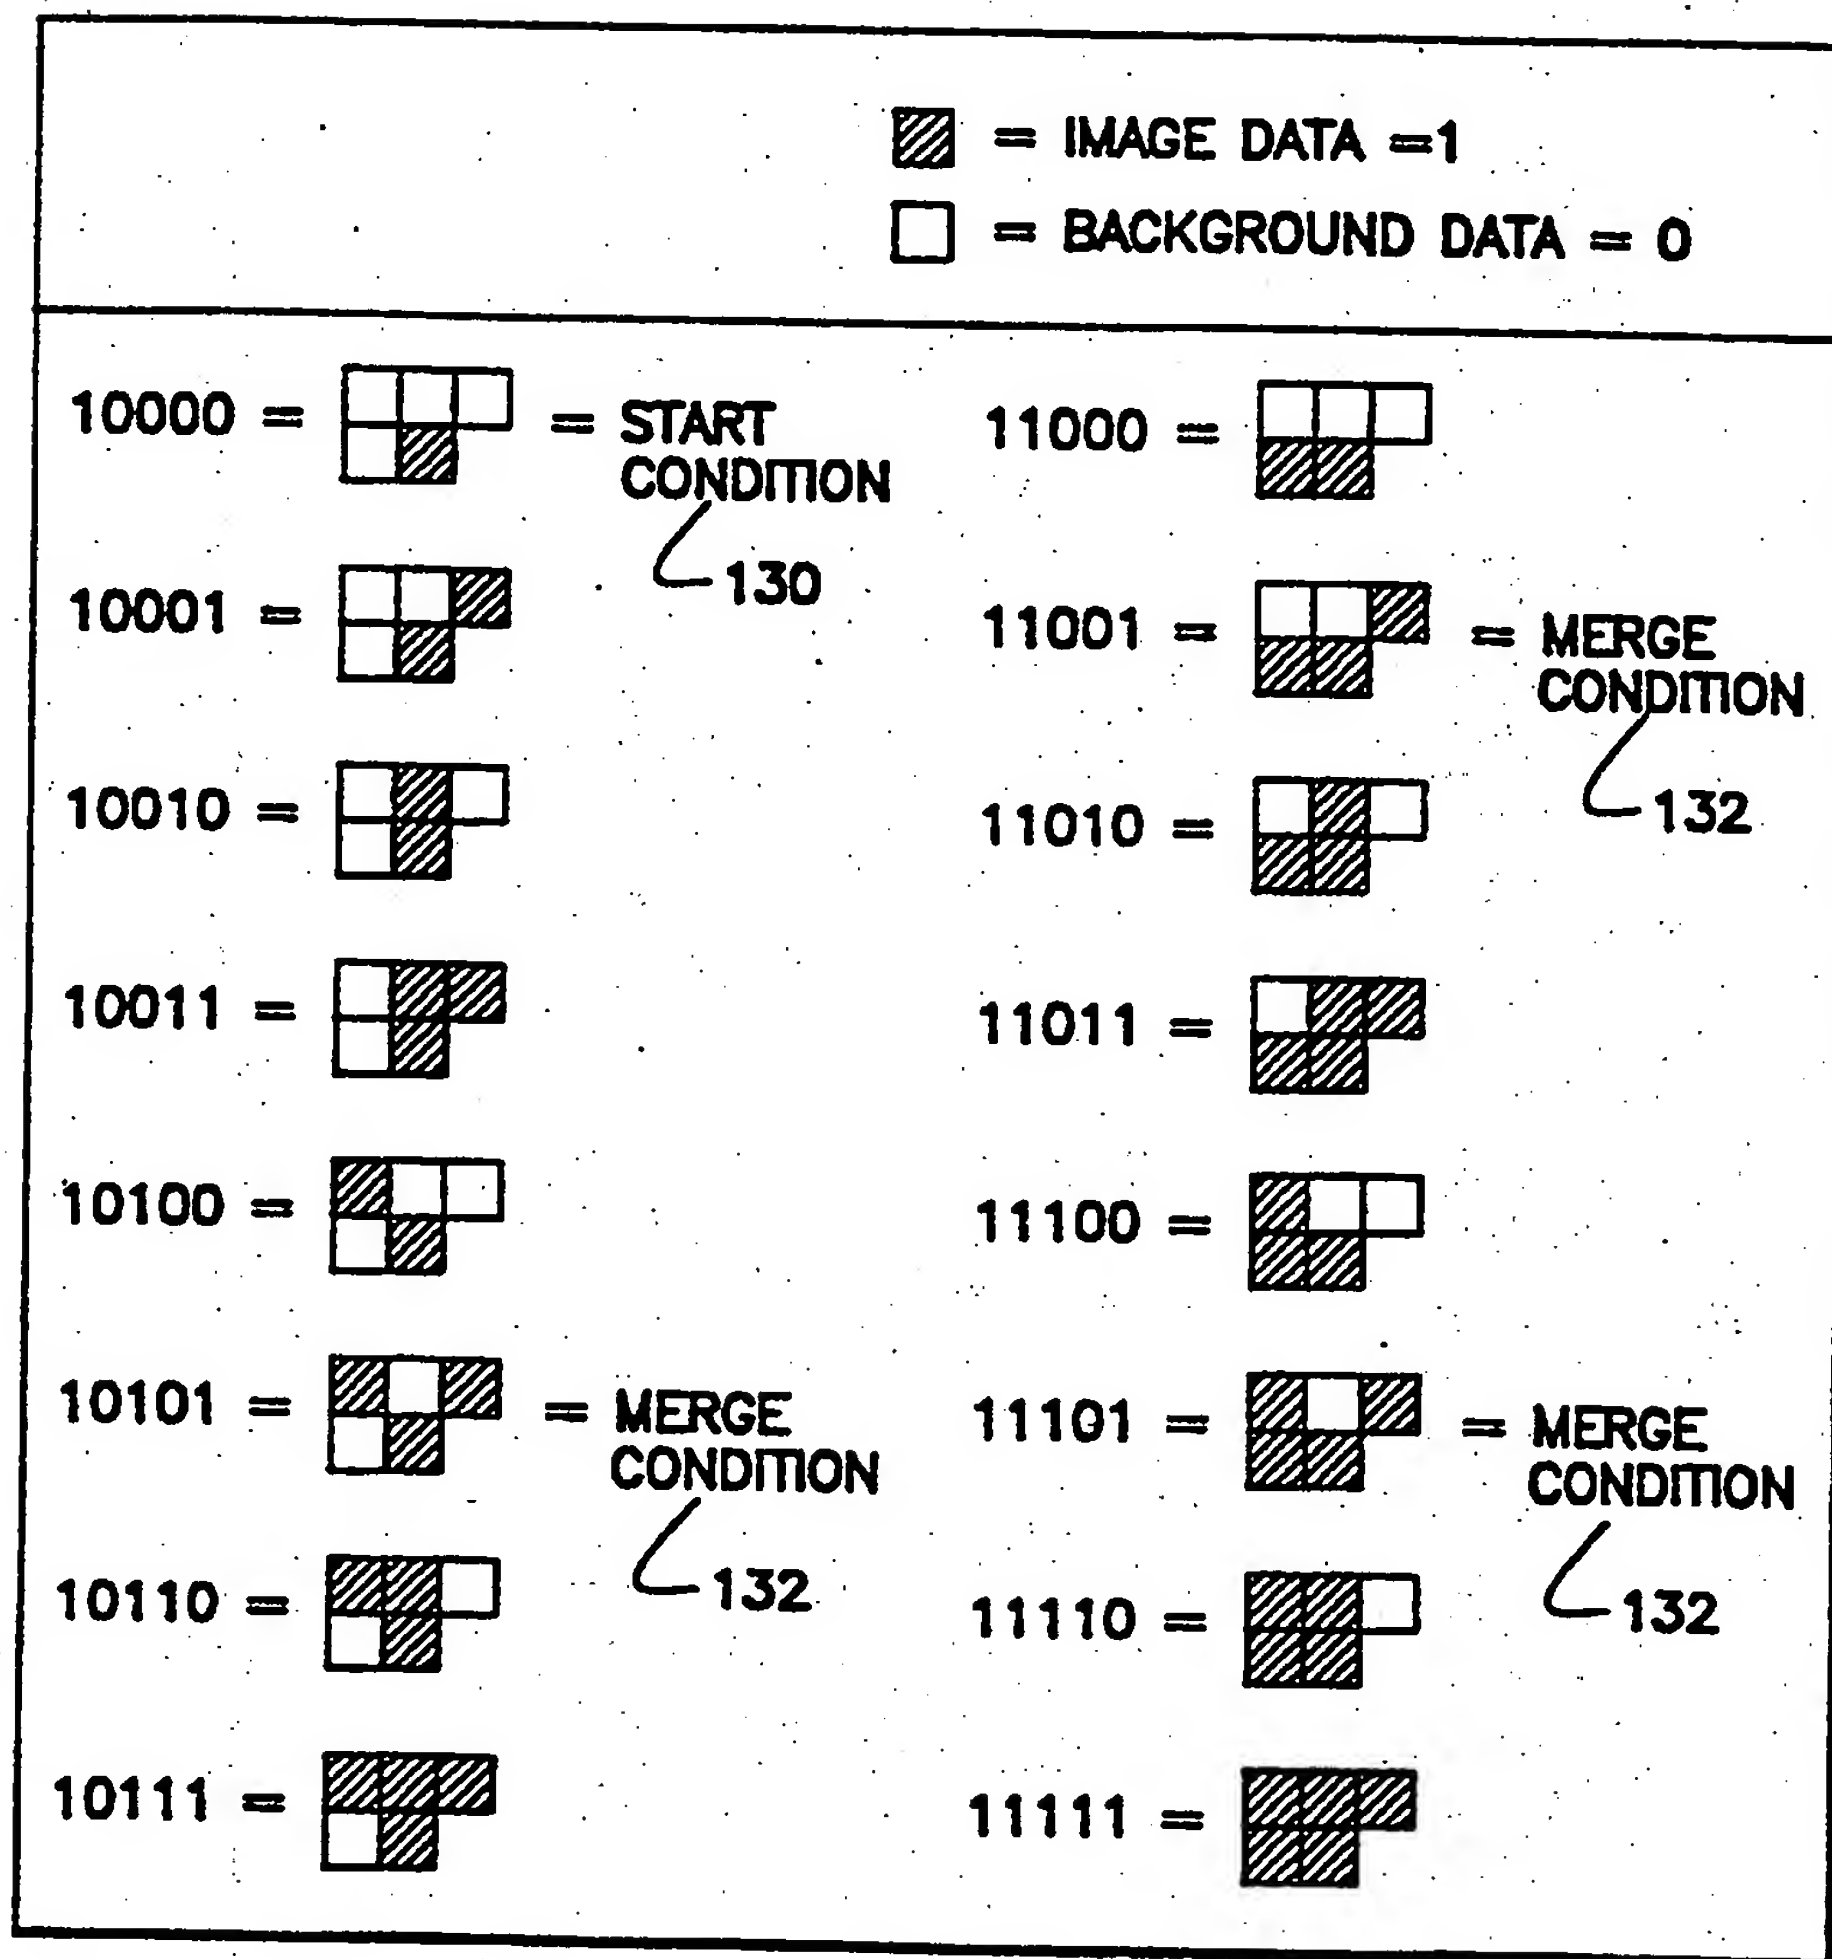 = IMAGE DATA =1
= BACKGROUND DATA = 0
10000 = = START
CONDITION
130
10001 =
10010 =
10011 =
10100 =
10101 = = MERGE
CONDITION
132
10110 =
10111 =
11000 =
11001 = = MERGE
CONDITION
132
11010 =
11011 =
11100 =
11101 = = MERGE
CONDITION
132
11110 =
11111 =